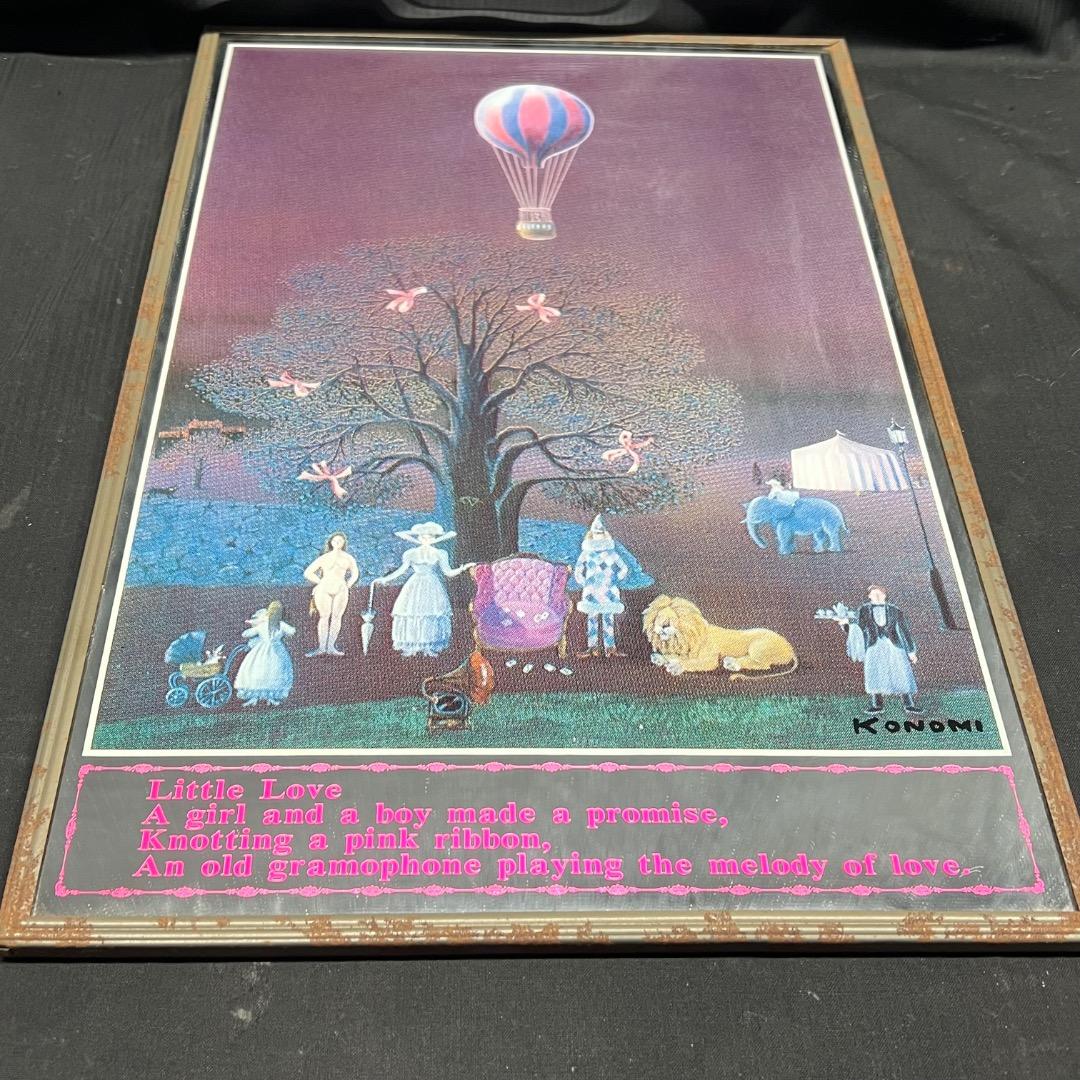 KONOMI
Little Love
A girl and a boy made a promise,
Knotting a pink ribbon,
An old gramophone playing the melody of love.